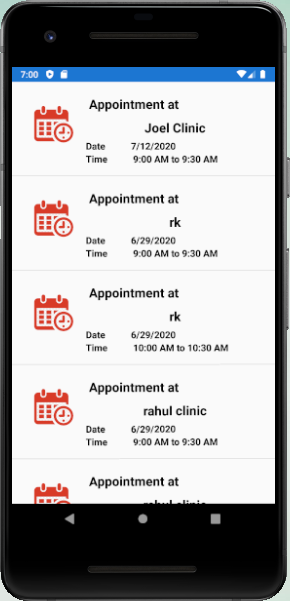 7:00
Appointment at
Joel Clinic
Date 7/12/2020
Time 9:00 AM to 9:30 AM
Appointment at
rk
Date 6/29/2020
Time 9:00 AM to 9:30 AM
Appointment at
rk
Date 6/29/2020
Time 10:00 AM to 10:30 AM
Appointment at
rahul clinic
Date 6/29/2020
Time 9:00 AM to 9:30 AM
Appointment at
rahul clinic